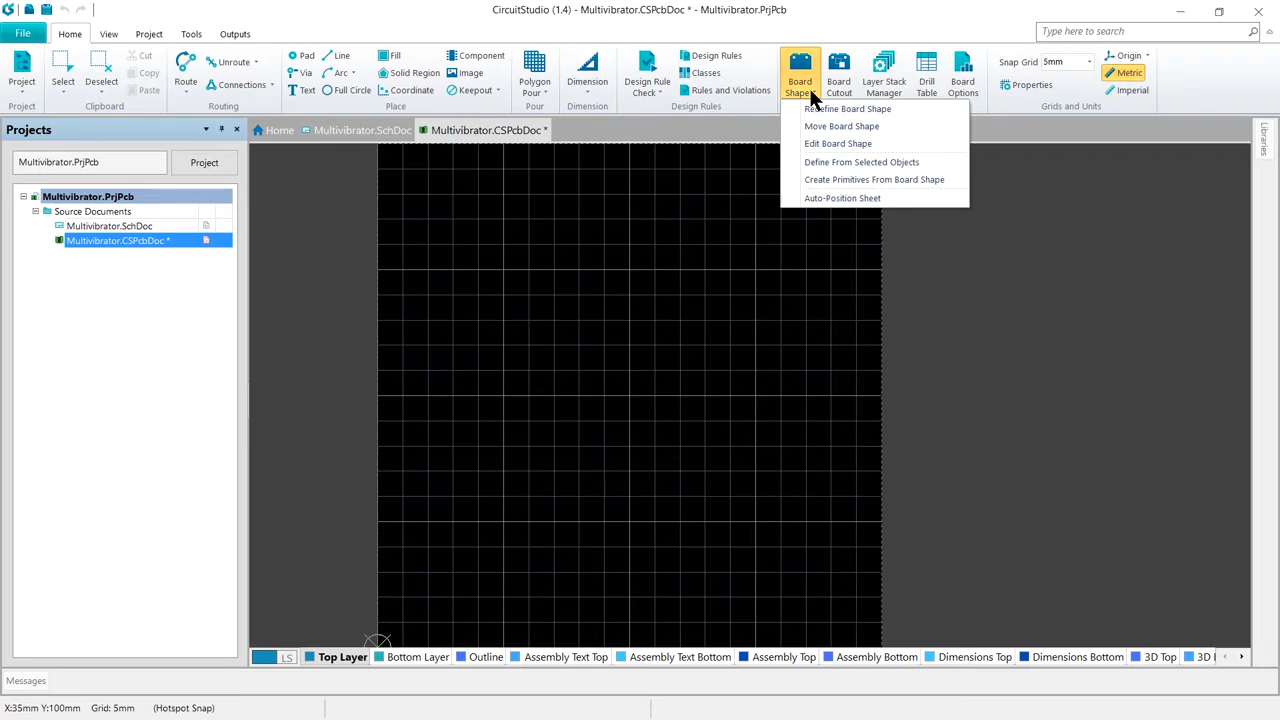 CircuitStudio (1.4) - Multivibrator.CSPcbDoc * - Multivibrator.PrjPcb
File Home View Project Tools Outputs Type here to search
Project
Project
Select Deselect Cut Copy Paste
Clipboard
Route Unroute Connections
Routing
Pad Line Fill Component
Via Arc Solid Region Image
Text Full Circle Coordinate Keepout
Place
Polygon Pour
Pour
Dimension
Dimension
Design Rule Check
Design Rules
Classes
Rules and Violations
Design Rules
Board Shape
Board Cutout
Layer Stack Manager
Drill Table
Board Options
Snap Grid 5mm
Properties
Origin
Metric
Imperial
Grids and Units
Redefine Board Shape
Move Board Shape
Edit Board Shape
Define From Selected Objects
Create Primitives From Board Shape
Auto-Position Sheet
Projects
Multivibrator.PrjPcb Project
Multivibrator.PrjPcb
Source Documents
Multivibrator.SchDoc
Multivibrator.CSPcbDoc *
Home Multivibrator.SchDoc Multivibrator.CSPcbDoc *
Libraries
LS Top Layer Bottom Layer Outline Assembly Text Top Assembly Text Bottom Assembly Top Assembly Bottom Dimensions Top Dimensions Bottom 3D Top 3D
Messages
X:35mm Y:100mm Grid: 5mm (Hotspot Snap)